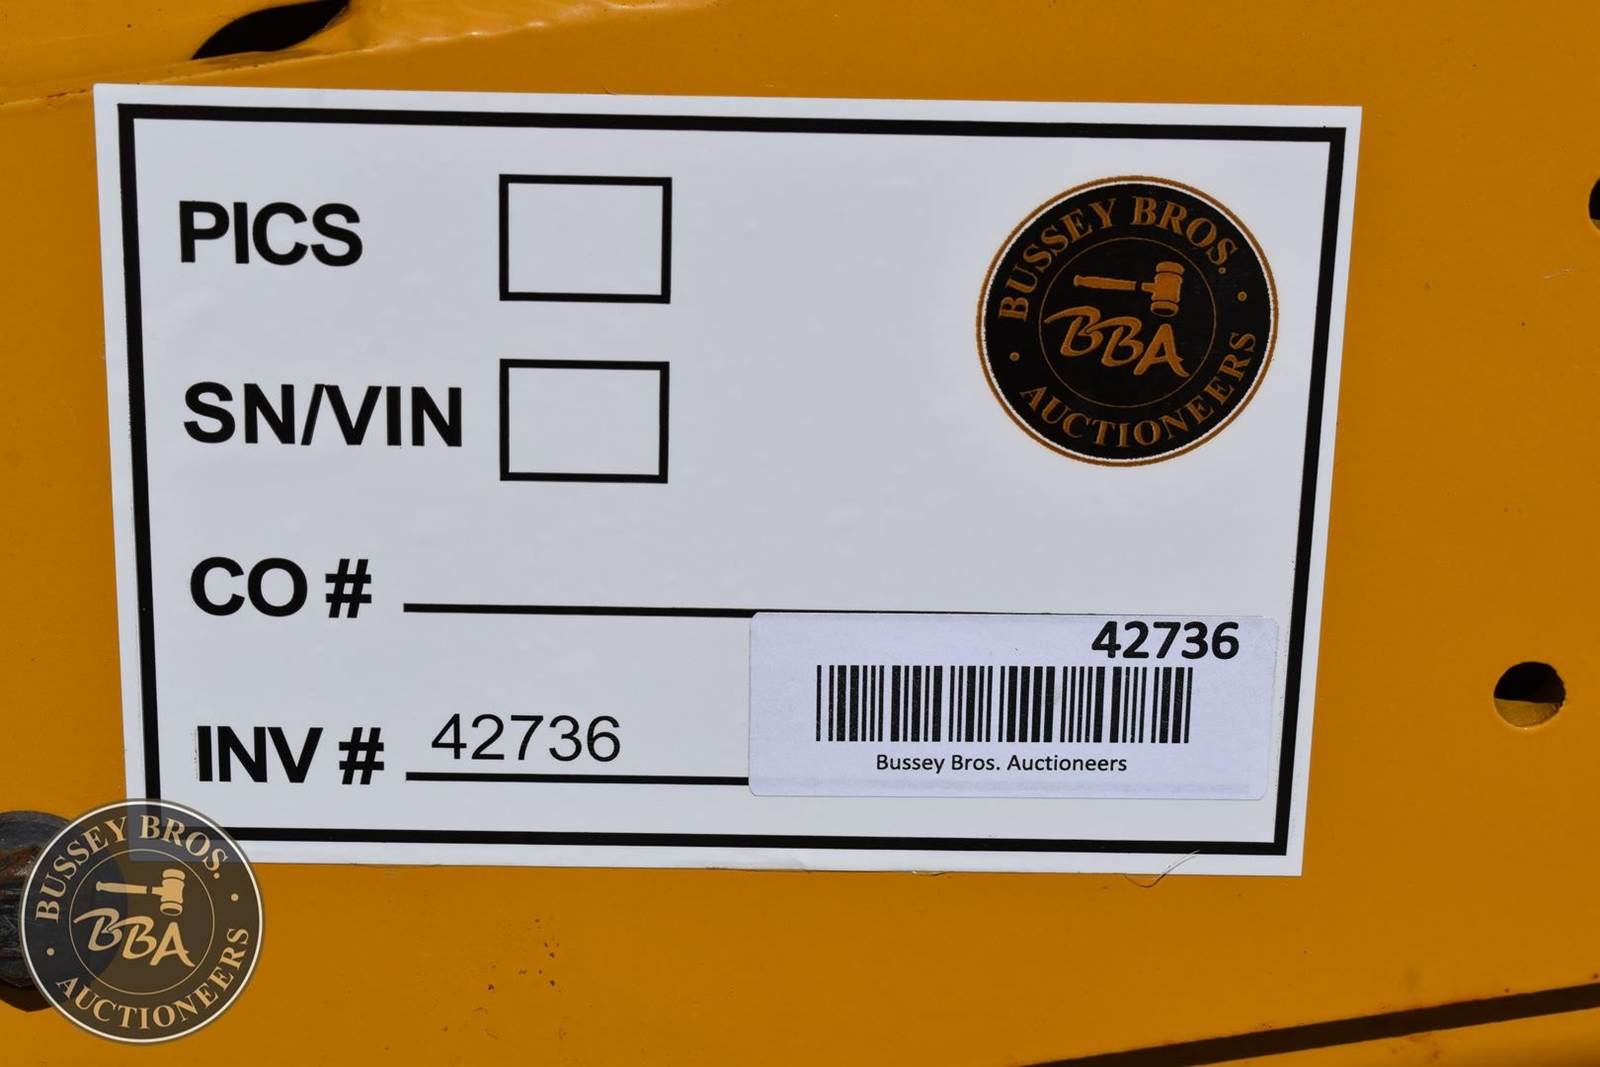 PICS
BUSSEY BROS.
BBA
AUCTIONEERS
SN/VIN
CO #
42736
INV # 42736
Bussey Bros. Auctioneers
BUSSEY BROS.
BBA
AUCTIONEERS